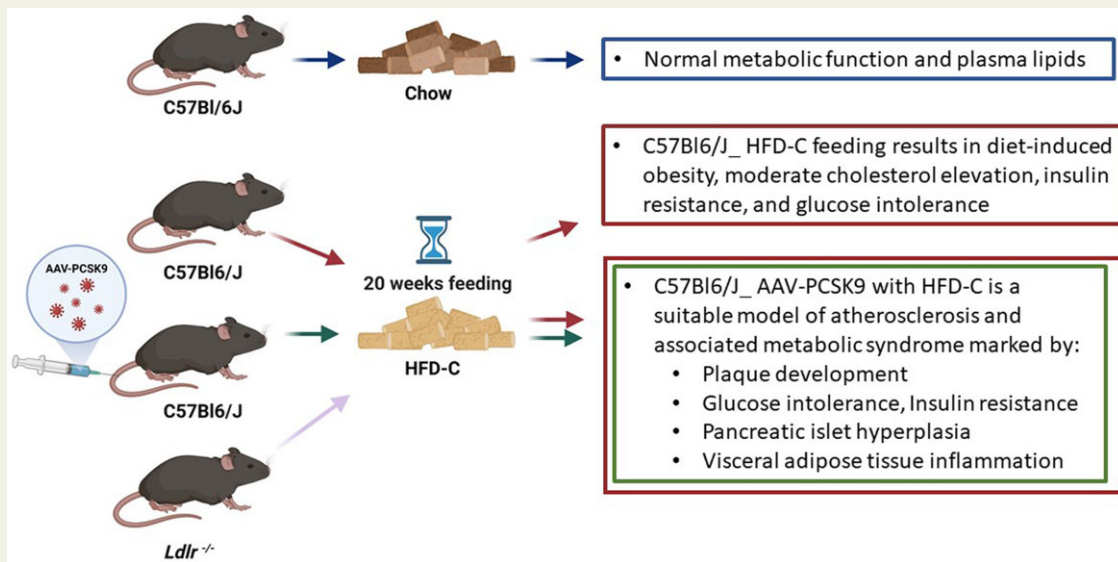 C57Bl/6J
Chow
• Normal metabolic function and plasma lipids
C57Bl6/J
• C57Bl6/J_ HFD-C feeding results in diet-induced
obesity, moderate cholesterol elevation, insulin
resistance, and glucose intolerance
AAV-PCSK9
C57Bl6/J
20 weeks feeding
HFD-C
• C57Bl6/J_ AAV-PCSK9 with HFD-C is a
suitable model of atherosclerosis and
associated metabolic syndrome marked by:
• Plaque development
• Glucose intolerance, Insulin resistance
• Pancreatic islet hyperplasia
• Visceral adipose tissue inflammation
Ldlr -/-